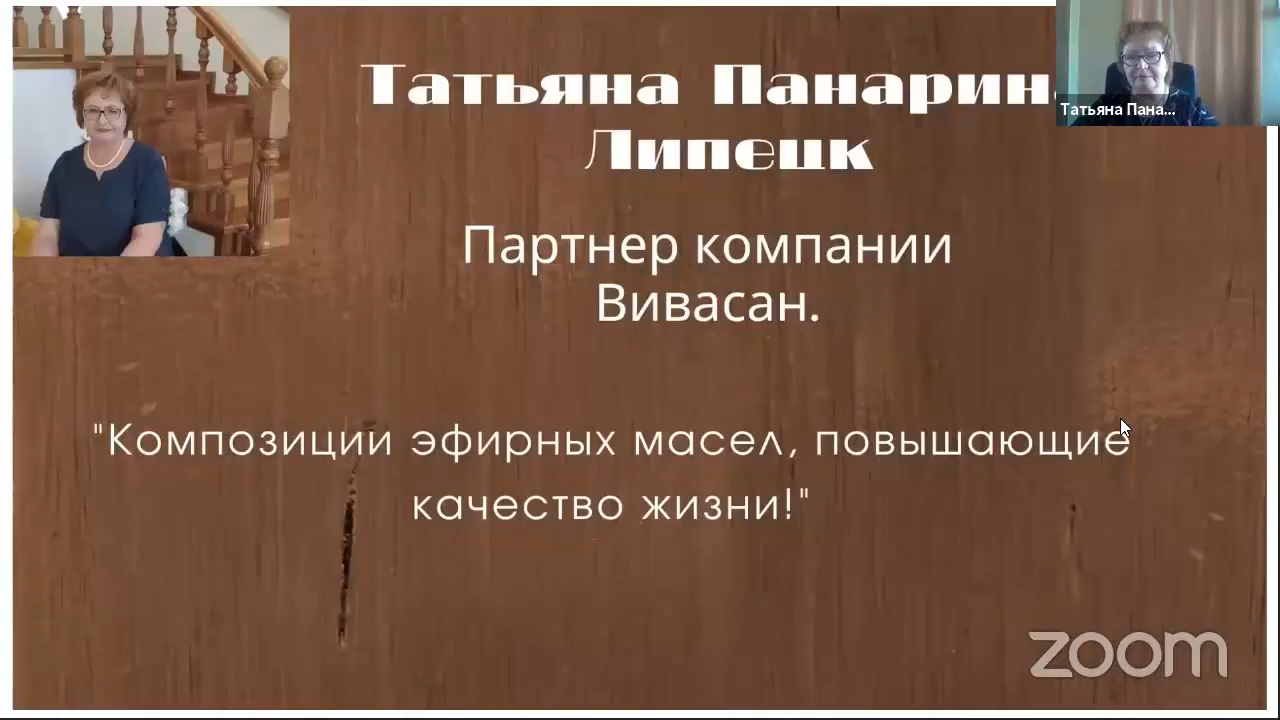 Татьяна Панарин
Липецк
Татьяна Пана...
Партнер компании
Вивасан.
"Композиции эфирных масел, повышающие
качество жизни!"
zoom